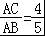 AC/AB = 4/5